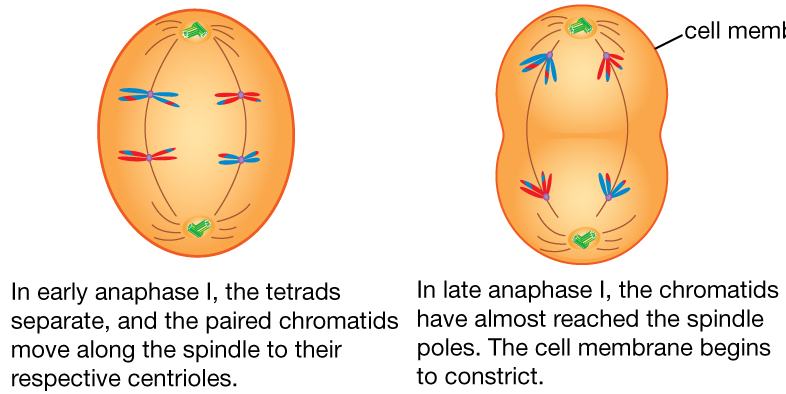 cell memb
In early anaphase I, the tetrads
separate, and the paired chromatids
move along the spindle to their
respective centrioles.
In late anaphase I, the chromatids
have almost reached the spindle
poles. The cell membrane begins
to constrict.